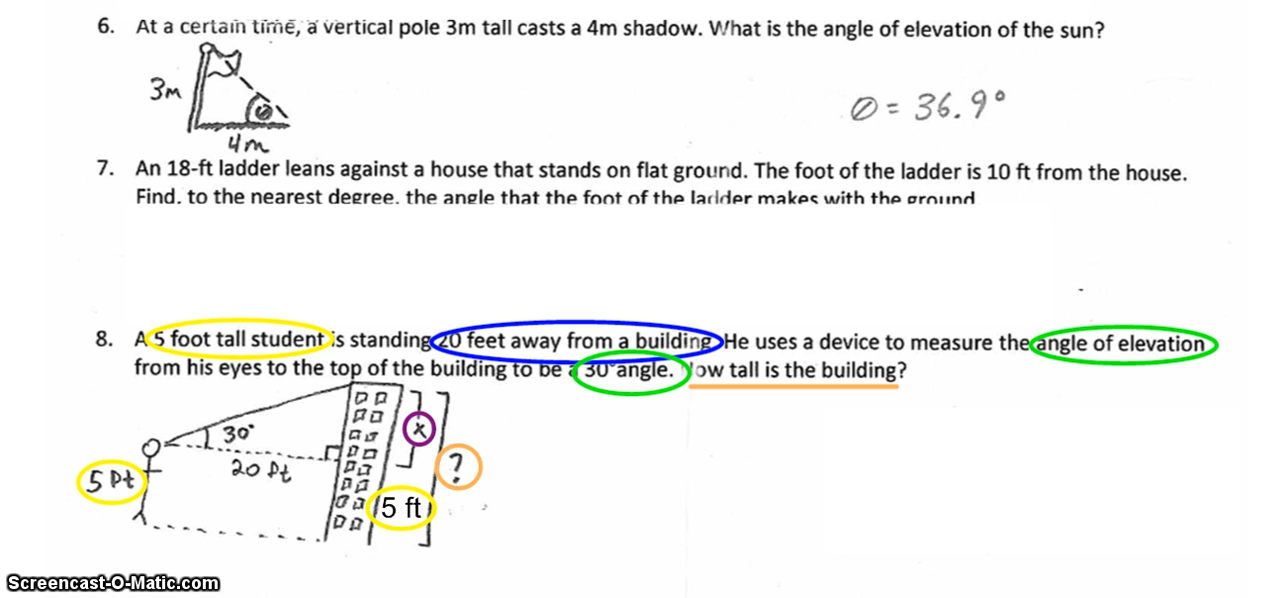 6. At a certain time, a vertical pole 3m tall casts a 4m shadow. What is the angle of elevation of the sun?
3m
θ
θ = 36.9°
4m
7. An 18-ft ladder leans against a house that stands on flat ground. The foot of the ladder is 10 ft from the house.
Find, to the nearest degree, the angle that the foot of the ladder makes with the ground
8. A 5 foot tall student is standing 20 feet away from a building. He uses a device to measure the angle of elevation
from his eyes to the top of the building to be a 30° angle. How tall is the building?
30°
x
20 ft
?
5 ft
5 ft
Screencast-O-Matic.com